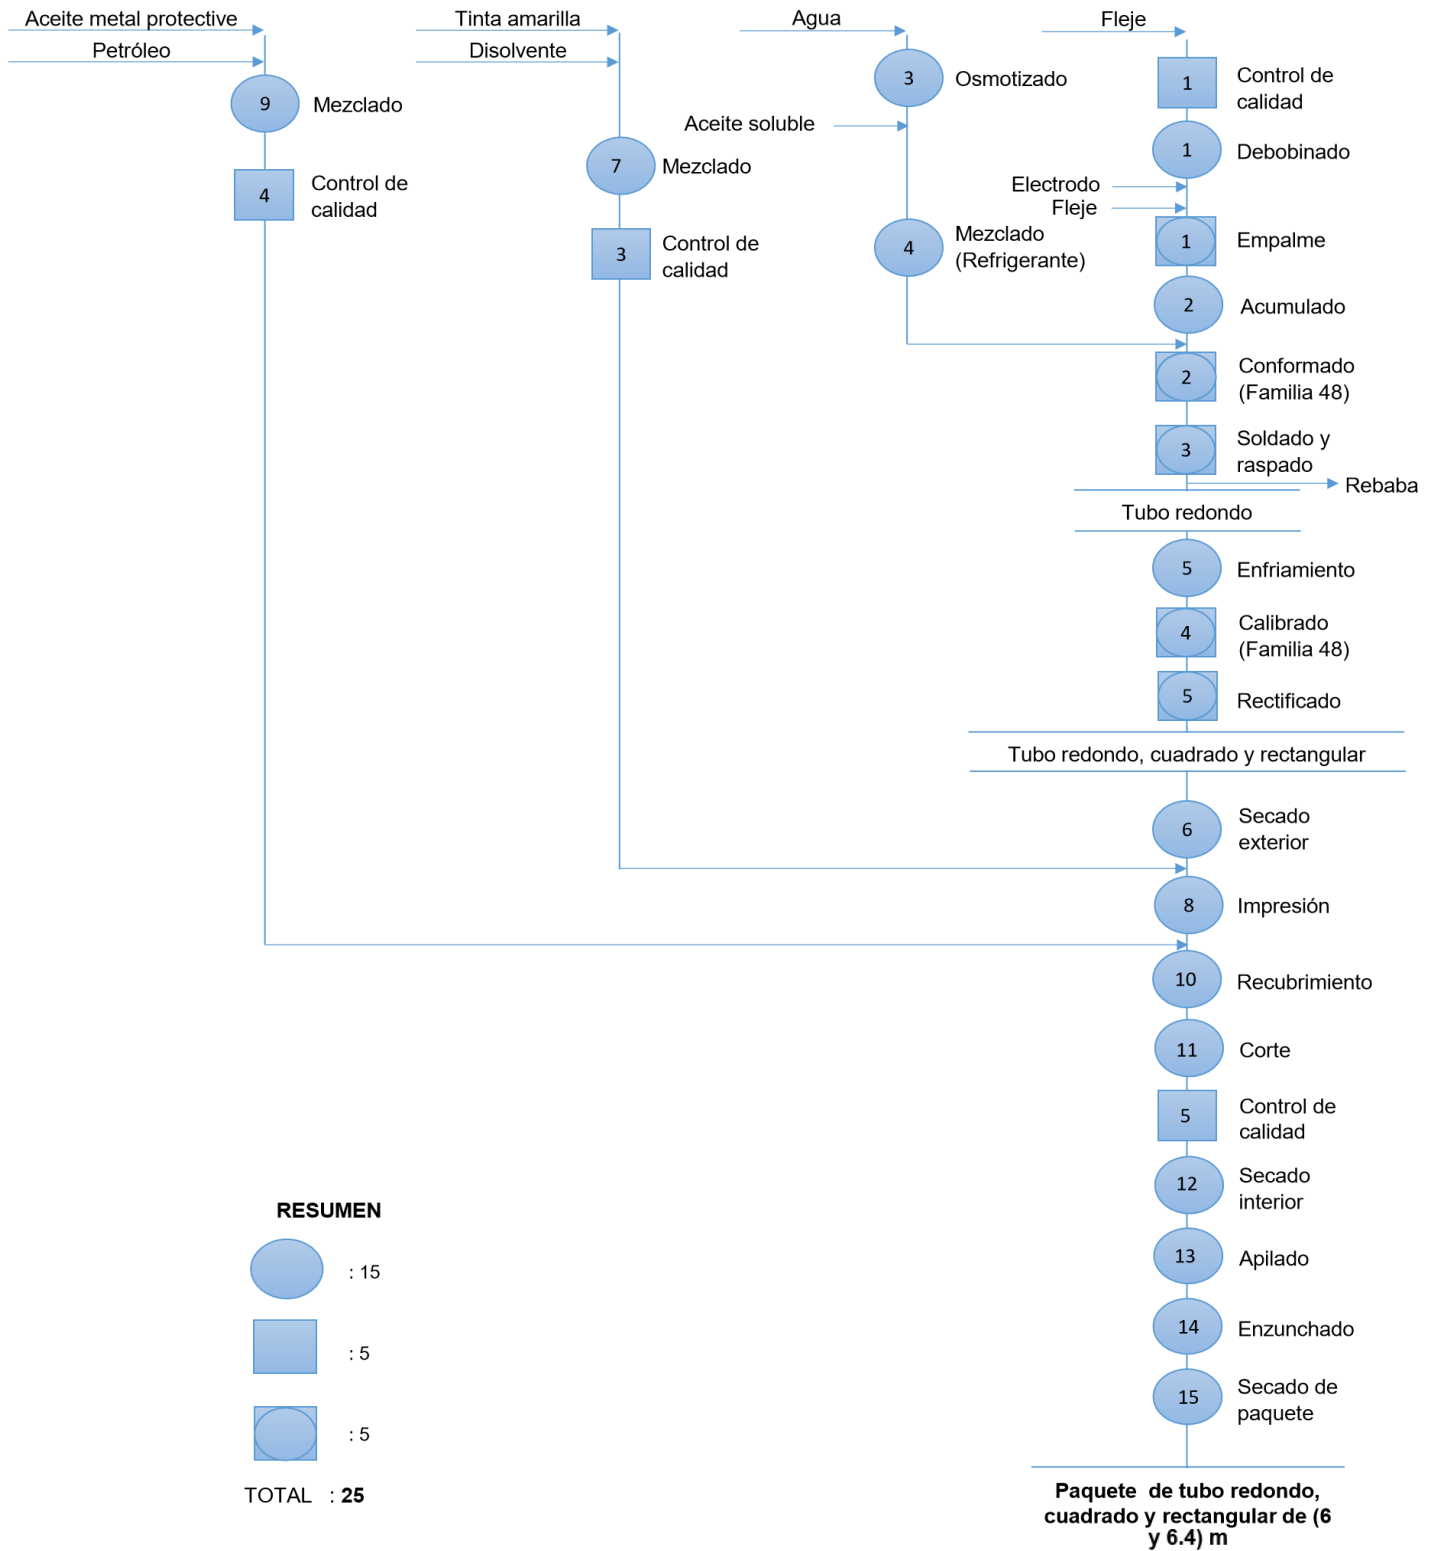 Aceite metal protective
Petróleo
9
Mezclado
4
Control de
calidad
Tinta amarilla
Disolvente
7
Mezclado
3
Control de
calidad
Agua
3
Osmotizado
Aceite soluble
4
Mezclado
(Refrigerante)
Fleje
1
Control de
calidad
1
Debobinado
Electrodo
Fleje
1
Empalme
2
Acumulado
2
Conformado
(Familia 48)
3
Soldado y
raspado
Rebaba
Tubo redondo
5
Enfriamiento
4
Calibrado
(Familia 48)
5
Rectificado
Tubo redondo, cuadrado y rectangular
6
Secado
exterior
8
Impresión
10
Recubrimiento
11
Corte
5
Control de
calidad
12
Secado
interior
13
Apilado
14
Enzunchado
15
Secado de
paquete
Paquete de tubo redondo,
cuadrado y rectangular de (6
y 6.4) m
RESUMEN
: 15
: 5
: 5
TOTAL : 25